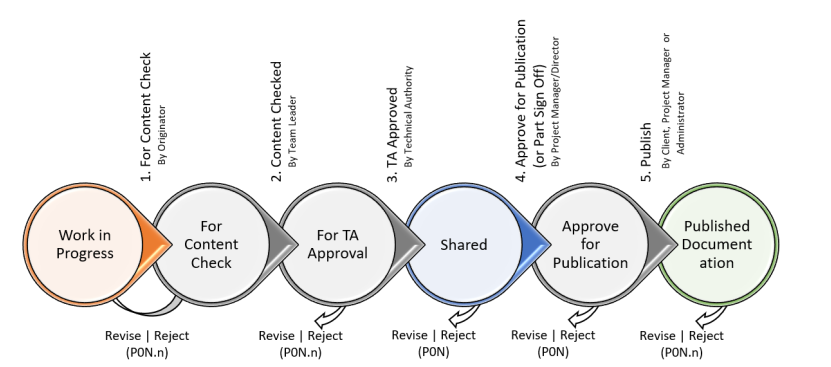 1. For Content Check
By Originator
2. Content Checked
By Team Leader
3. TA Approved
By Technical Authority
4. Approve for Publication
(or Part Sign Off)
By Project Manager/Director
5. Publish
By Client, Project Manager or
Administrator
Work in
Progress
For
Content
Check
For TA
Approval
Shared
Approve
for
Publication
Published
Document
ation
Revise | Reject
(P0N.n)
Revise | Reject
(P0N.n)
Revise | Reject
(P0N)
Revise | Reject
(P0N)
Revise | Reject
(P0N.n)